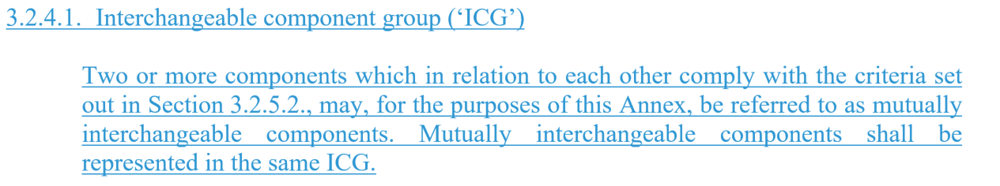 3.2.4.1. Interchangeable component group (‘ICG’)
Two or more components which in relation to each other comply with the criteria set
out in Section 3.2.5.2., may, for the purposes of this Annex, be referred to as mutually
interchangeable components. Mutually interchangeable components shall be
represented in the same ICG.